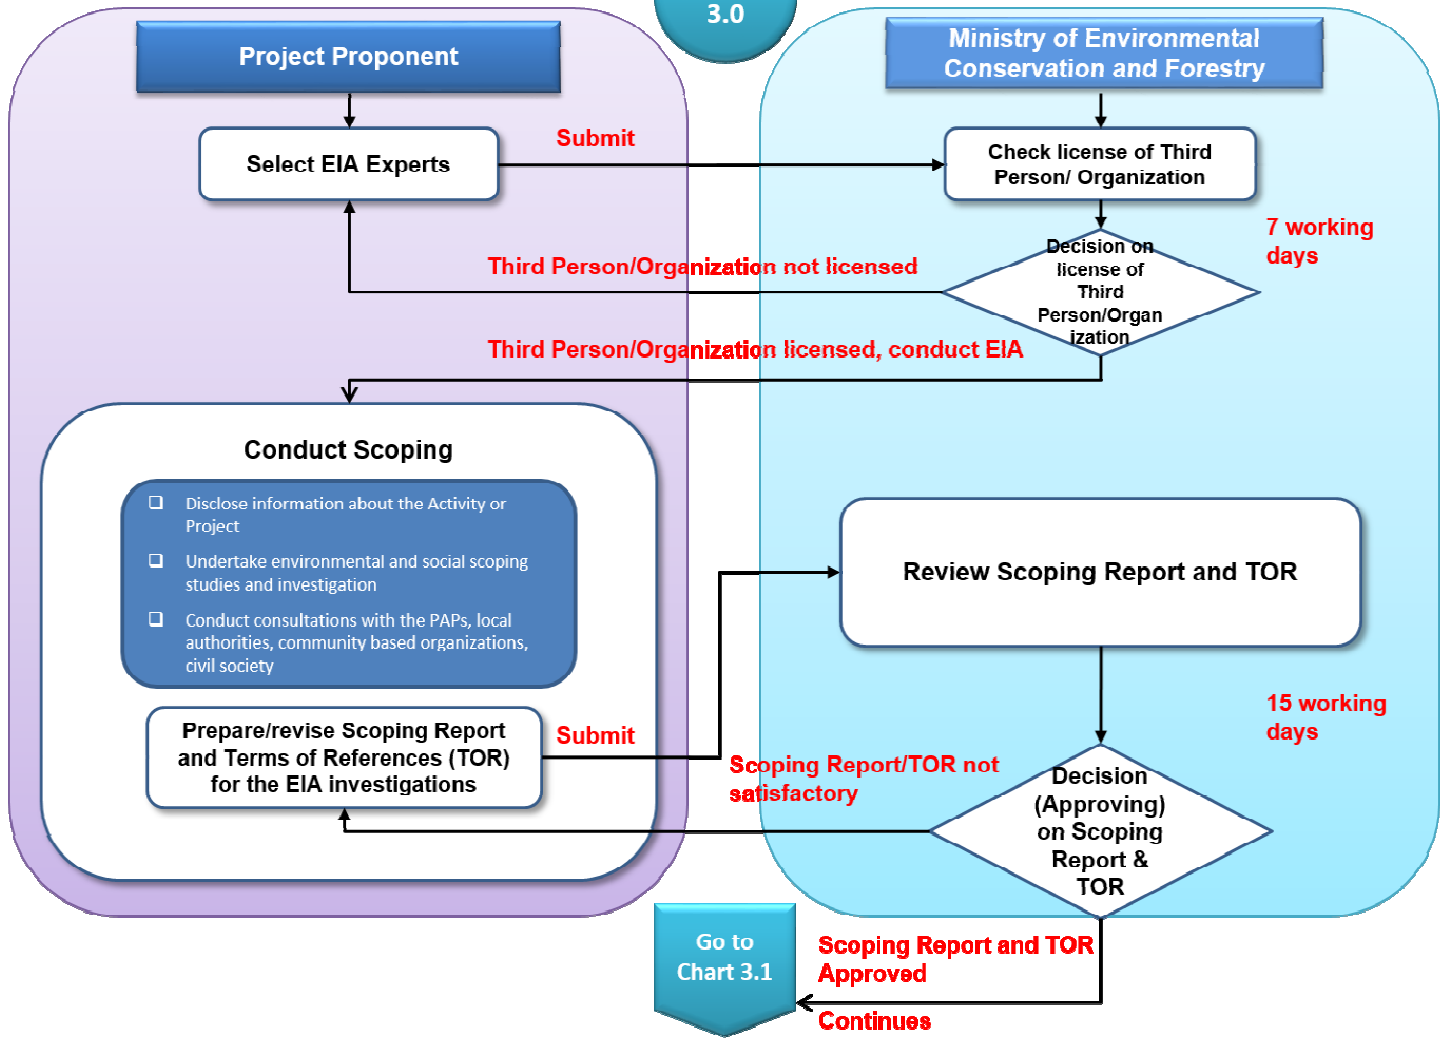 3.0
Project Proponent
Ministry of Environmental
Conservation and Forestry
Select EIA Experts
Submit
Check license of Third
Person/ Organization
7 working
days
Decision on
license of
Third
Person/Organ
ization
Third Person/Organization not licensed
Third Person/Organization licensed, conduct EIA
Conduct Scoping
❑ Disclose information about the Activity or
Project
❑ Undertake environmental and social scoping
studies and investigation
❑ Conduct consultations with the PAPs, local
authorities, community based organizations,
civil society
Review Scoping Report and TOR
Prepare/revise Scoping Report
and Terms of References (TOR)
for the EIA investigations
Submit
15 working
days
Scoping Report/TOR not
satisfactory
Decision
(Approving)
on Scoping
Report &
TOR
Go to
Chart 3.1
Scoping Report and TOR
Approved
Continues